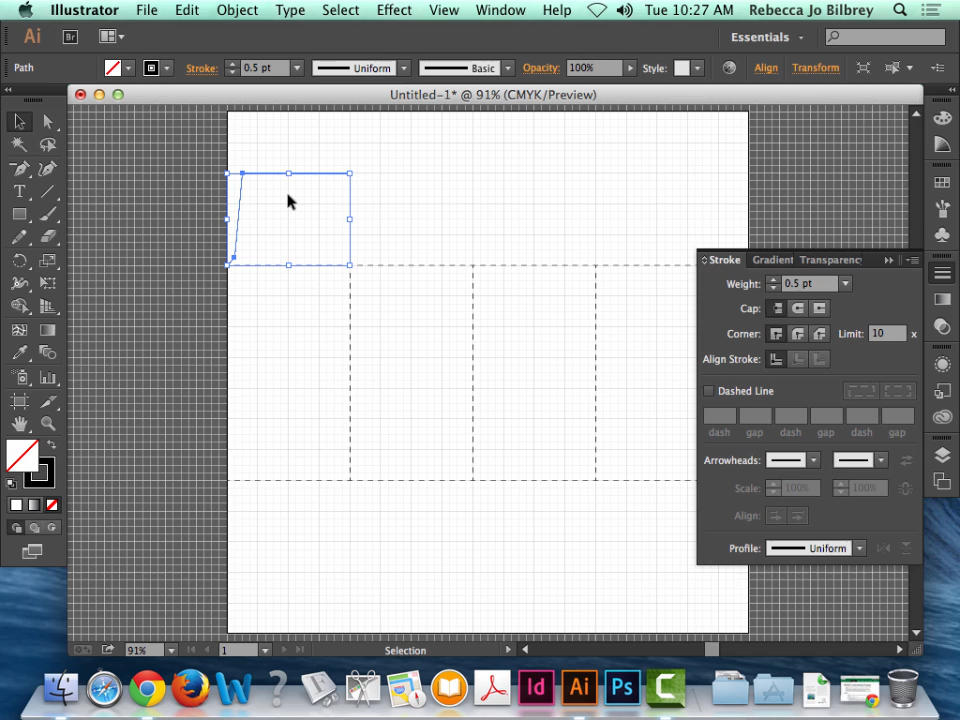 Illustrator File Edit Object Type Select Effect View Window Help Tue 10:27 AM Rebecca Jo Bilbrey
Ai Br Essentials
Path Stroke: 0.5 pt Uniform Basic Opacity: 100% Style: Align Transform
Untitled-1* @ 91% (CMYK/Preview)
Stroke Gradient Transparency
Weight: 0.5 pt
Cap:
Corner: Limit: 10 x
Align Stroke:
Dashed Line
dash gap dash gap dash gap
Arrowheads:
Scale: 100% 100%
Align:
Profile: Uniform
91% 1 Selection
W ? Id Ai Ps C